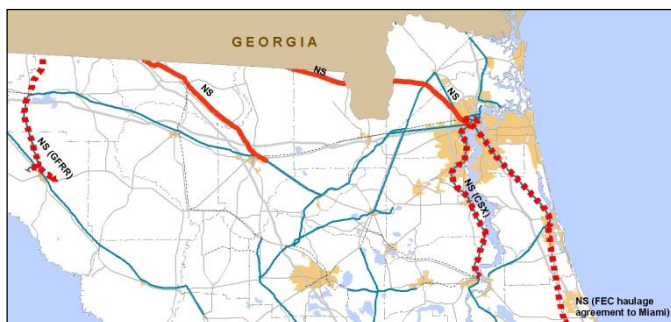 GEORGIA
NS
NS
NS
NS (GFRR)
NS (CSX)
NS (FEC haulage
agreement to Miami)